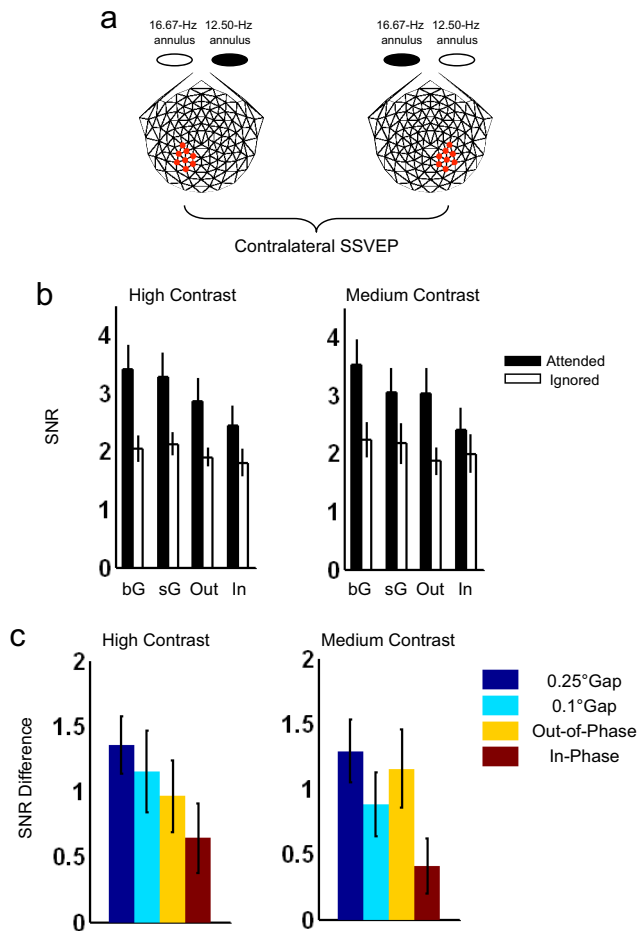 a
16.67-Hz annulus
12.50-Hz annulus
16.67-Hz annulus
12.50-Hz annulus
Contralateral SSVEP
b
High Contrast
Medium Contrast
SNR
4
3
2
1
0
bG sG Out In
4
3
2
1
0
bG sG Out In
Attended
Ignored
c
High Contrast
Medium Contrast
SNR Difference
2
1.5
1
0.5
0
2
1.5
1
0.5
0
0.25°Gap
0.1°Gap
Out-of-Phase
In-Phase